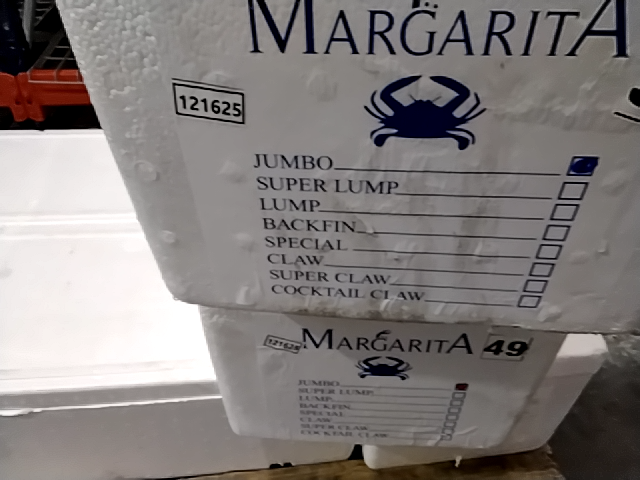 MARGARITA
121625
JUMBO
SUPER LUMP
LUMP
BACKFIN
SPECIAL
CLAW
SUPER CLAW
COCKTAIL CLAW
121625
MARGARITA
49
JUMBO
SUPER LUMP
LUMP
BACKFIN
SPECIAL
CLAW
SUPER CLAW
COCKTAIL CLAW